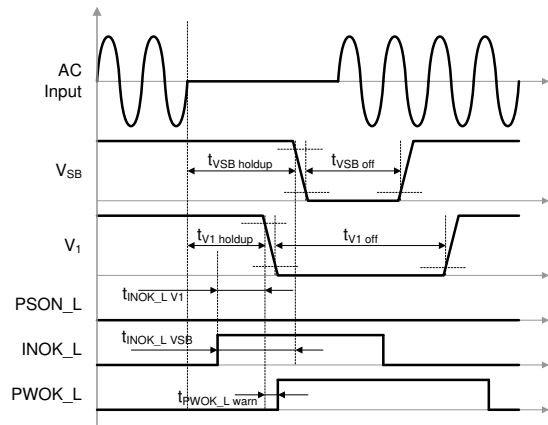 AC
Input
VSB
tVSB holdup
tVSB off
V1
tV1 holdup
tV1 off
PSON_L
tINOK_L V1
INOK_L
tINOK_L VSB
PWOK_L
tPWOK_L warn